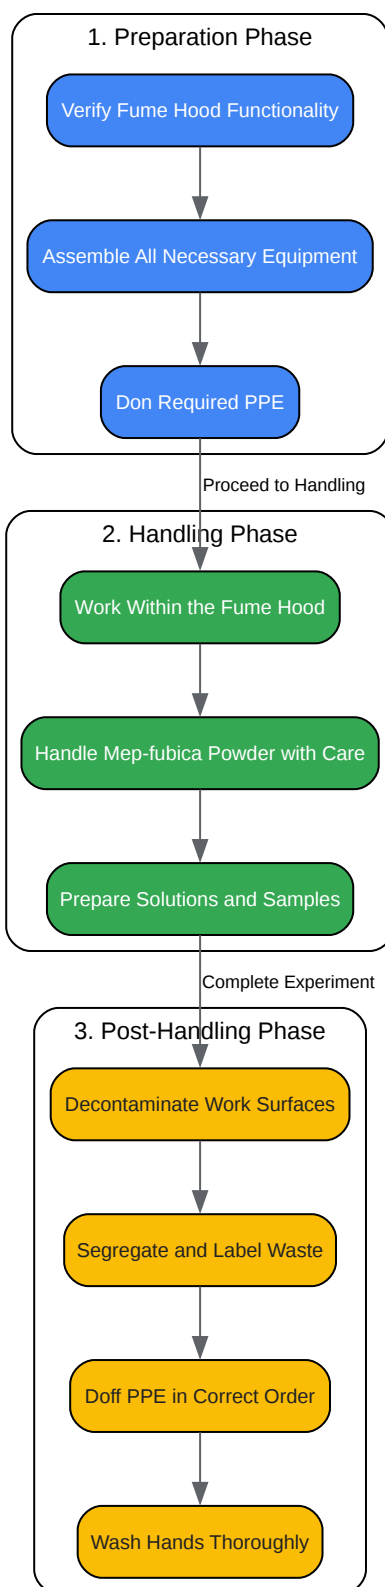 1. Preparation Phase
Verify Fume Hood Functionality
Assemble All Necessary Equipment
Don Required PPE
Proceed to Handling
2. Handling Phase
Work Within the Fume Hood
Handle Mep-fubica Powder with Care
Prepare Solutions and Samples
Complete Experiment
3. Post-Handling Phase
Decontaminate Work Surfaces
Segregate and Label Waste
Doff PPE in Correct Order
Wash Hands Thoroughly